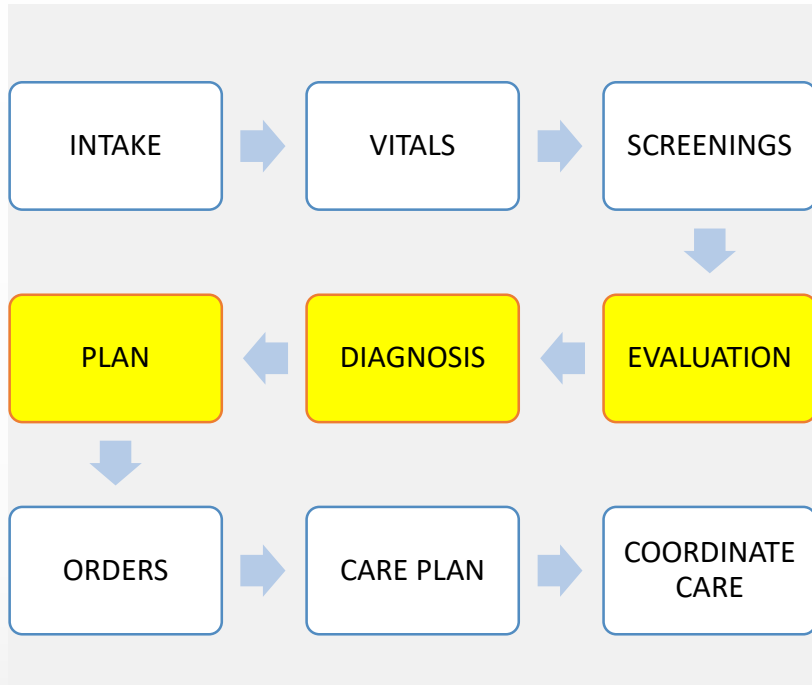 INTAKE
VITALS
SCREENINGS
PLAN
DIAGNOSIS
EVALUATION
ORDERS
CARE PLAN
COORDINATE
CARE